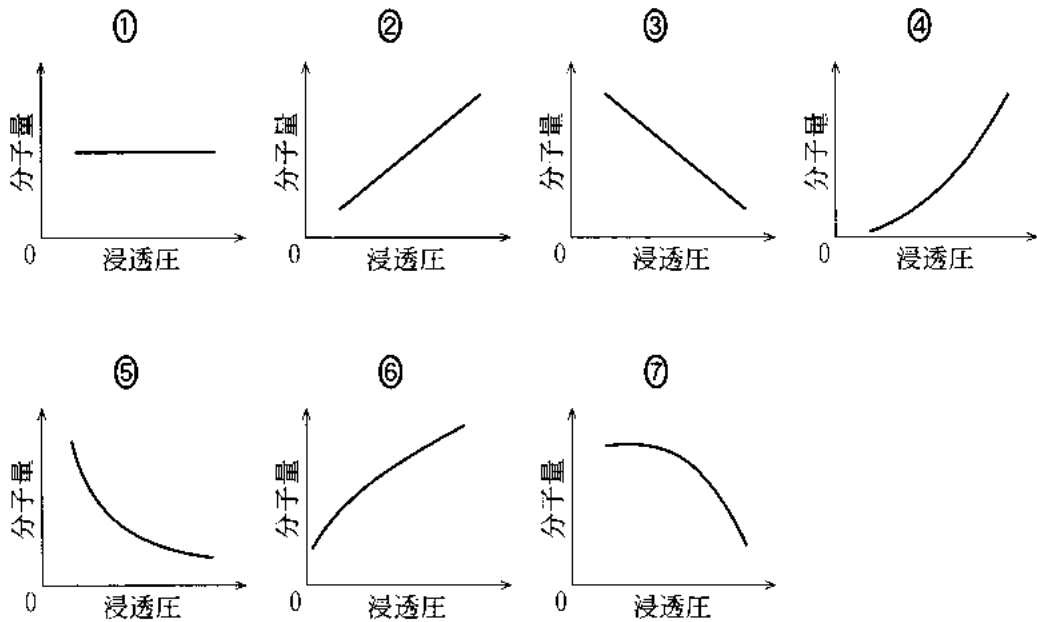 ① ② ③ ④
分子量 分子量 分子量 分子量
0 浸透圧 0 浸透圧 0 浸透圧 0 浸透圧
⑤ ⑥ ⑦
分子量 分子量 分子量
0 浸透圧 0 浸透圧 0 浸透圧